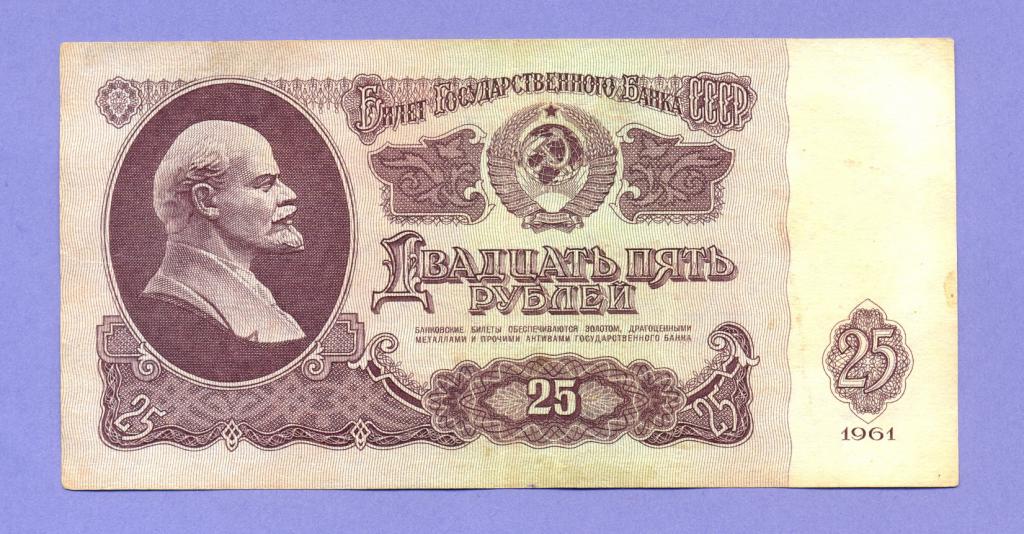 Билет Государственного Банка СССР
Двадцать пять
рублей
БАНКОВСКИЕ БИЛЕТЫ ОБЕСПЕЧИВАЮТСЯ ЗОЛОТОМ, ДРАГОЦЕННЫМИ
МЕТАЛЛАМИ И ПРОЧИМИ АКТИВАМИ ГОСУДАРСТВЕННОГО БАНКА
25
25
25
25
1961